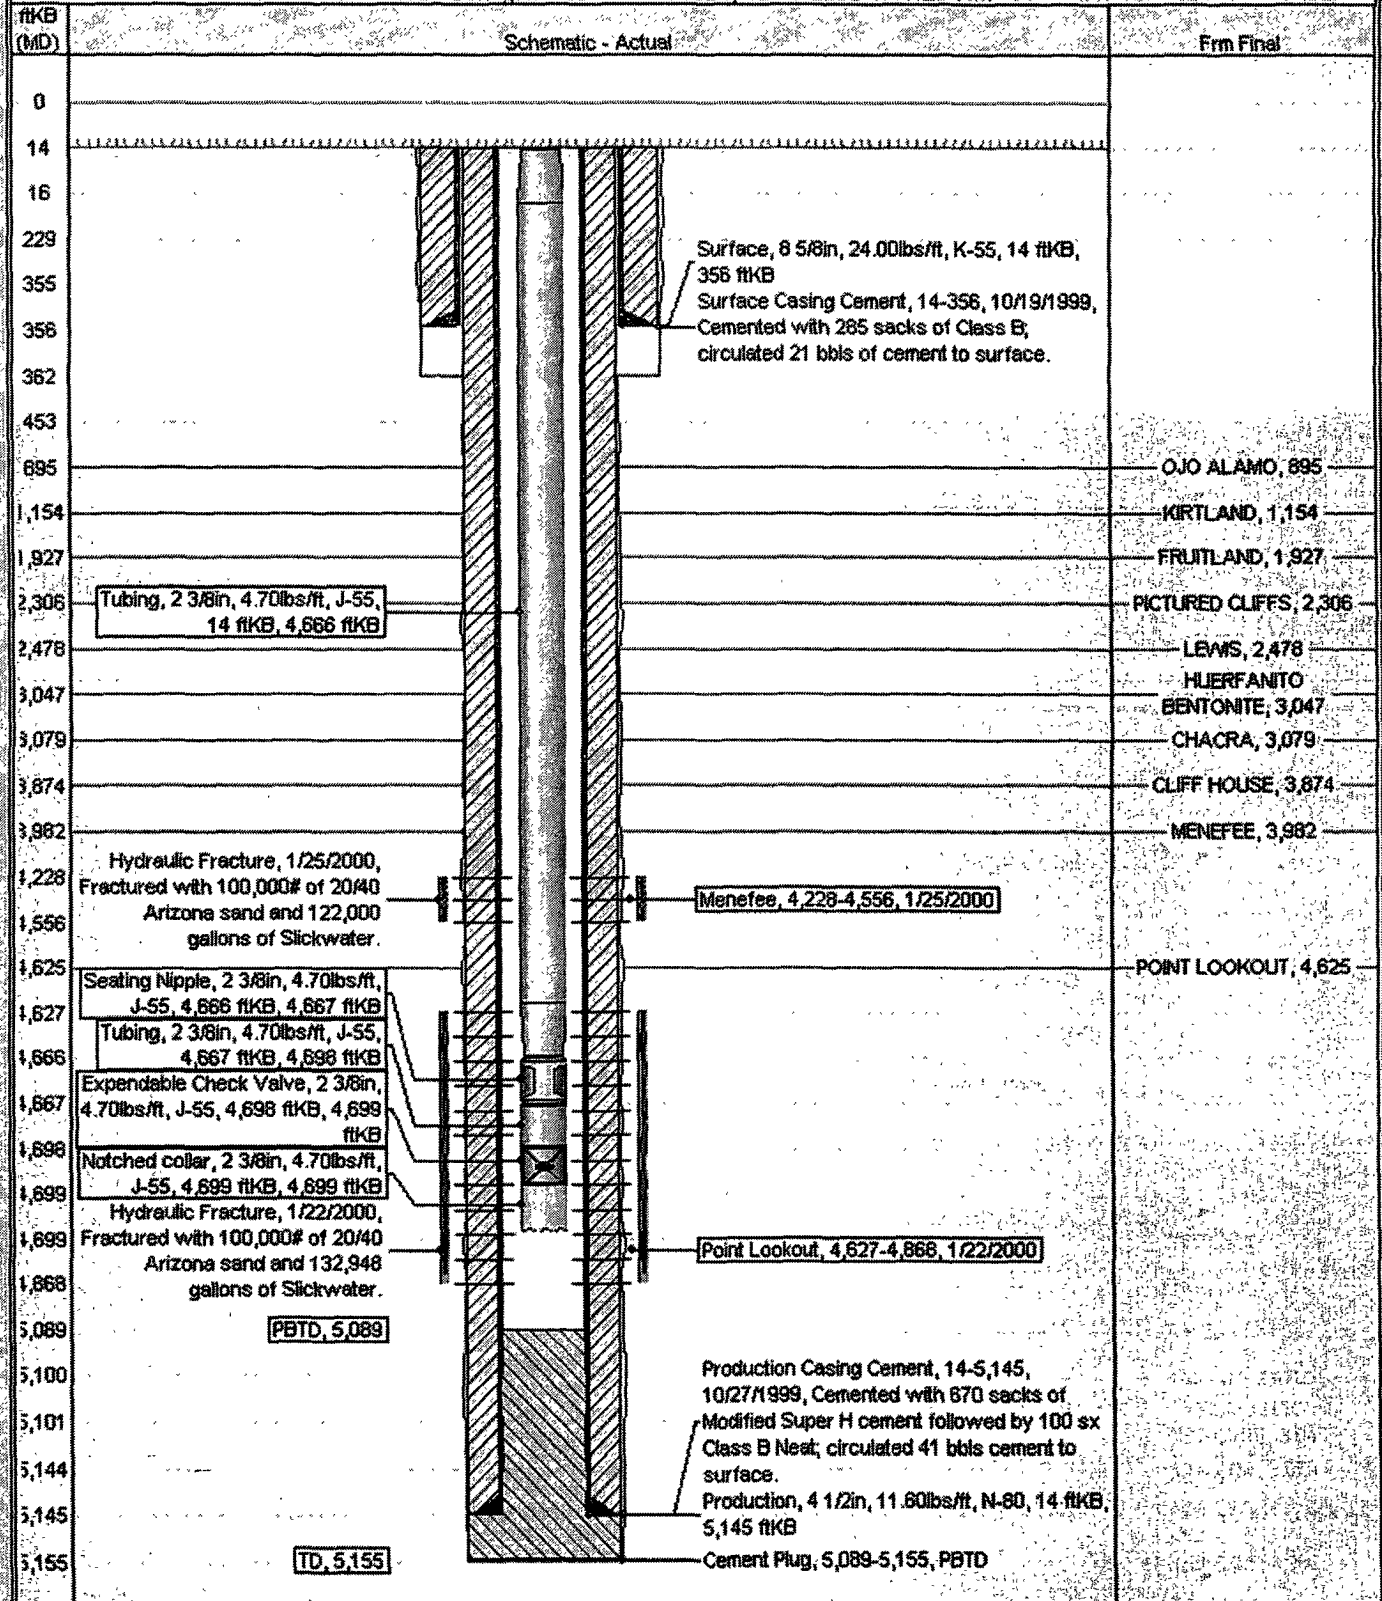 ftKB
(MD)
Schematic - Actual
Frm Final
0
14
16
229
355
356
362
453
895
1,154
1,927
2,306
2,478
3,047
3,079
3,874
3,982
4,228
4,556
4,625
4,627
4,666
4,667
4,698
4,699
4,699
4,868
5,089
5,100
5,101
5,144
5,145
5,155
Surface, 8 5/8in, 24.00lbs/ft, K-55, 14 ftKB,
356 ftKB
Surface Casing Cement, 14-356, 10/19/1999,
Cemented with 285 sacks of Class B;
circulated 21 bbls of cement to surface.
OJO ALAMO, 895
KIRTLAND, 1,154
FRUITLAND, 1,927
Tubing, 2 3/8in, 4.70lbs/ft, J-55,
14 ftKB, 4,666 ftKB
PICTURED CLIFFS, 2,306
LEWIS, 2,478
HUERFANITO
BENTONITE, 3,047
CHACRA, 3,079
CLIFF HOUSE, 3,874
MENEFEE, 3,982
Hydraulic Fracture, 1/25/2000,
Fractured with 100,000# of 20/40
Arizona sand and 122,000
gallons of Slickwater.
Menefee, 4,228-4,556, 1/25/2000
POINT LOOKOUT, 4,625
Seating Nipple, 2 3/8in, 4.70lbs/ft,
J-55, 4,666 ftKB, 4,667 ftKB
Tubing, 2 3/8in, 4.70lbs/ft, J-55,
4,667 ftKB, 4,698 ftKB
Expendable Check Valve, 2 3/8in,
4.70lbs/ft, J-55, 4,698 ftKB, 4,699
ftKB
Notched collar, 2 3/8in, 4.70lbs/ft,
J-55, 4,699 ftKB, 4,699 ftKB
Hydraulic Fracture, 1/22/2000,
Fractured with 100,000# of 20/40
Arizona sand and 132,948
gallons of Slickwater.
Point Lookout, 4,627-4,868, 1/22/2000
PBTD, 5,089
Production Casing Cement, 14-5,145,
10/27/1999, Cemented with 670 sacks of
Modified Super H cement followed by 100 sx
Class B Neat; circulated 41 bbls cement to
surface.
Production, 4 1/2in, 11.60lbs/ft, N-80, 14 ftKB,
5,145 ftKB
TD, 5,155
Cement Plug, 5,089-5,155, PBTD